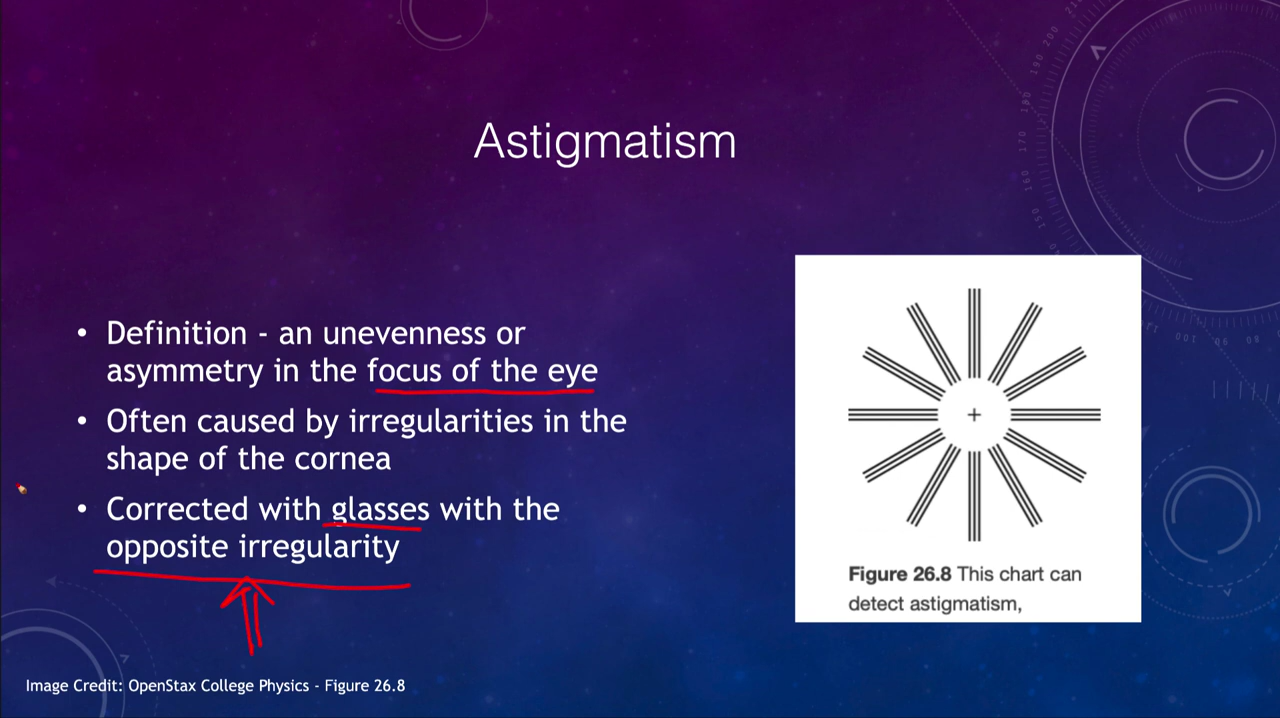 Astigmatism
• Definition - an unevenness or
asymmetry in the focus of the eye
• Often caused by irregularities in the
shape of the cornea
• Corrected with glasses with the
opposite irregularity
Figure 26.8 This chart can
detect astigmatism,
Image Credit: OpenStax College Physics - Figure 26.8